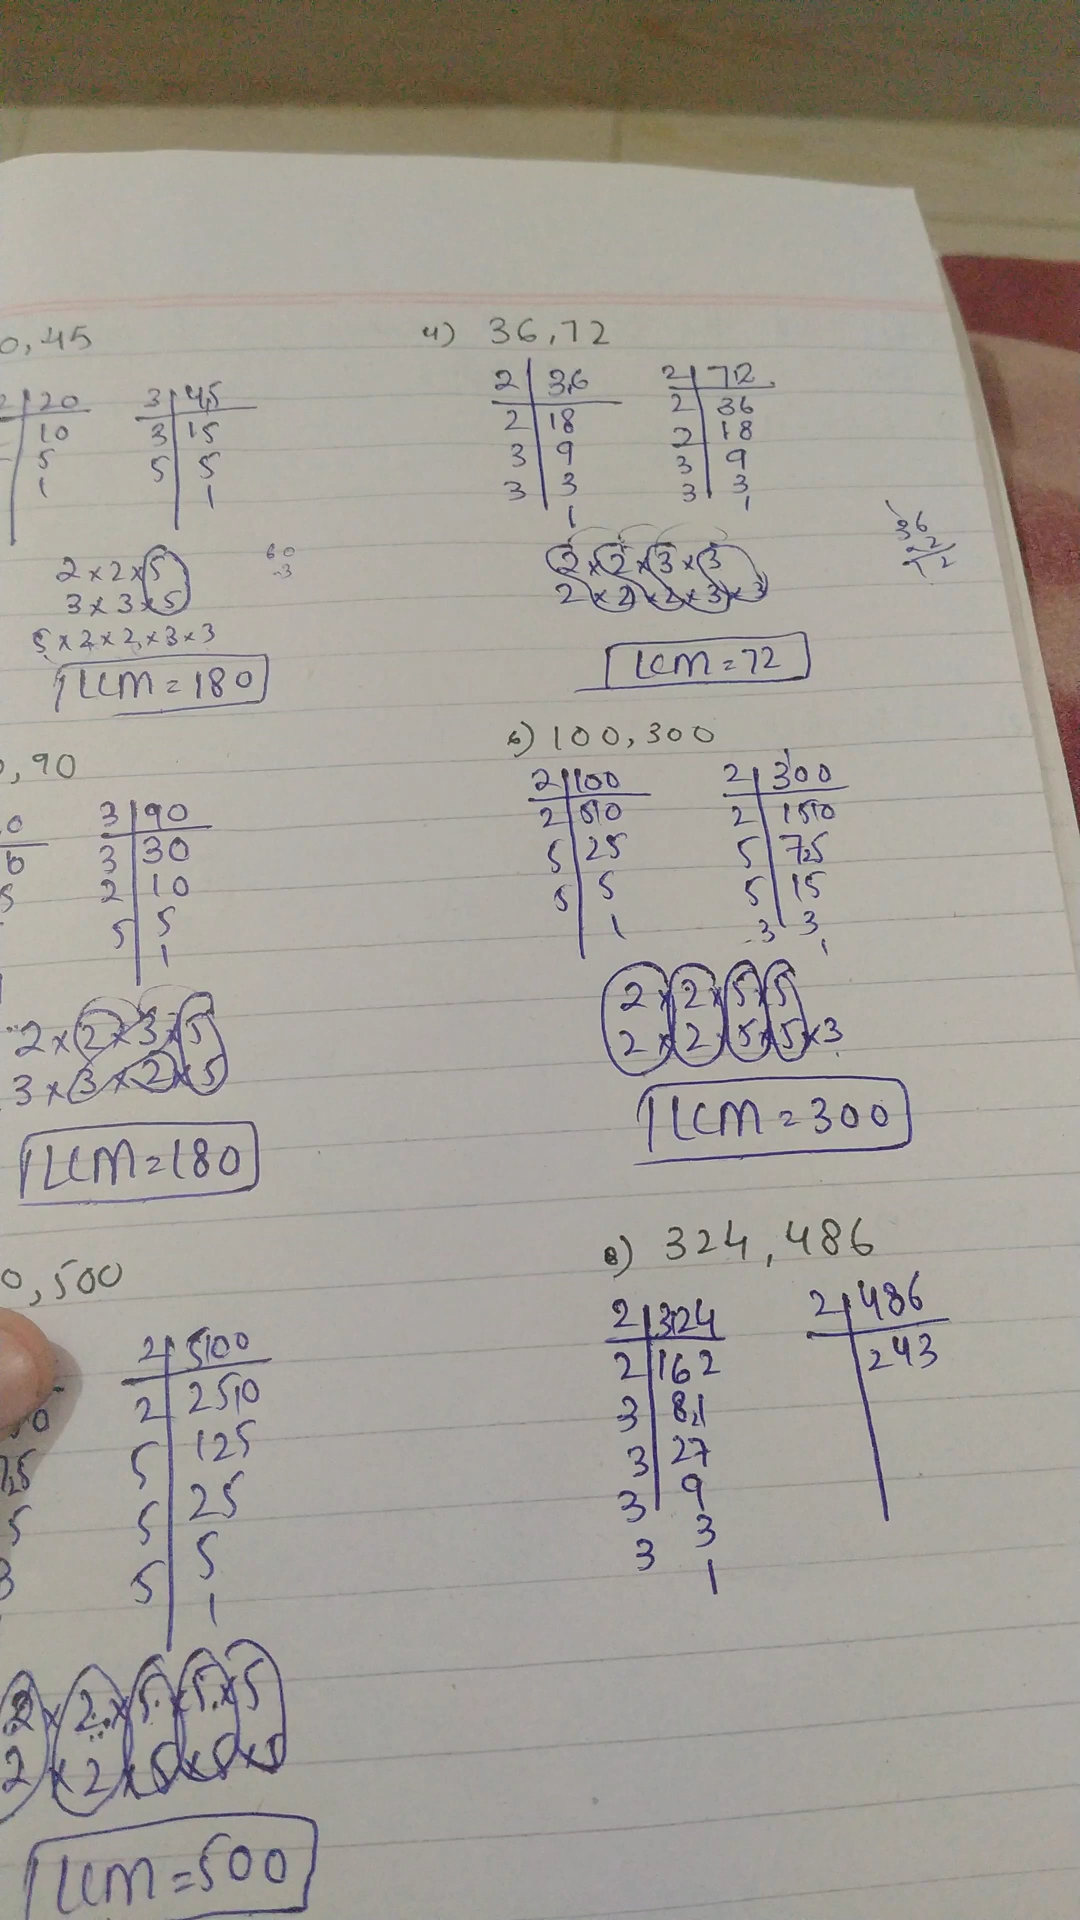 0, 45
2 | 20
10
5
1
3 | 45
3 | 15
5 | 5
1
2 × 2 × 5
3 × 3 × 5
5 × 2 × 2 × 3 × 3
LCM = 180
4) 36, 72
2 | 36
2 | 18
3 | 9
3 | 3
1
2 | 72
2 | 36
2 | 18
3 | 9
3 | 3
1
2 × 2 × 3 × 3
2 × 2 × 2 × 3 × 3
LCM = 72
, 90
3 | 90
3 | 30
2 | 10
5 | 5
1
2 × 2 × 3 × 5
3 × 3 × 2 × 5
LCM = 180
6) 100, 300
2 | 100
2 | 50
5 | 25
5 | 5
1
2 | 300
2 | 150
5 | 75
5 | 15
3 | 3
1
2 × 2 × 5 × 5
2 × 2 × 5 × 5 × 3
LCM = 300
0, 500
2 | 500
2 | 250
5 | 125
5 | 25
5 | 5
1
2 × 2 × 5 × 5 × 5
2 × 2 × 5 × 5 × 5
LCM = 500
8) 324, 486
2 | 324
2 | 162
3 | 81
3 | 27
3 | 9
3 | 3
1
2 | 486
243